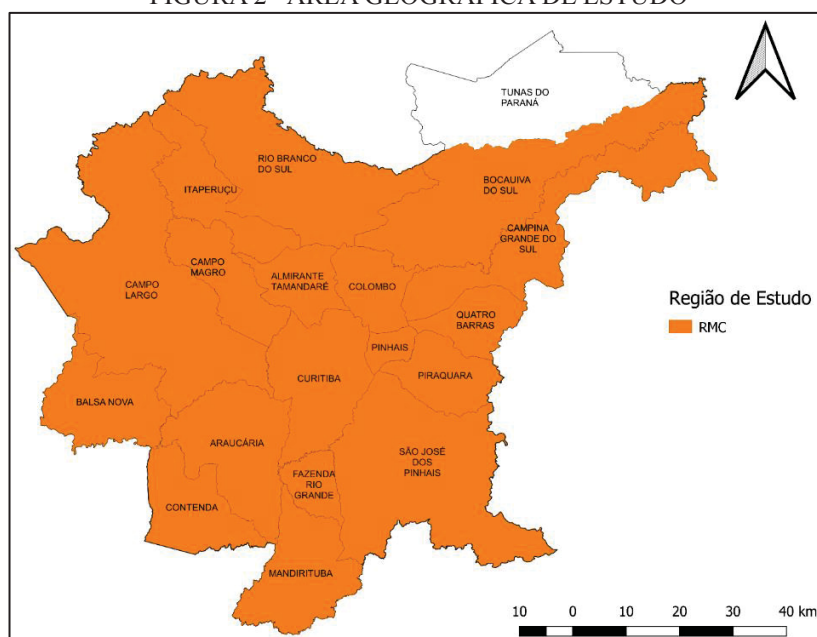 FIGURA 2 - ÁREA GEOGRÁFICA DE ESTUDO
TUNAS DO
PARANÁ
RIO BRANCO
DO SUL
BOCAIUVA
DO SUL
ITAPERUÇU
CAMPINA
GRANDE DO
SUL
CAMPO
MAGRO
ALMIRANTE
TAMANDARÉ
COLOMBO
CAMPO
LARGO
Região de Estudo
RMC
QUATRO
BARRAS
PINHAIS
CURITIBA
PIRAQUARA
BALSA NOVA
ARAUCÁRIA
SÃO JOSÉ
DOS
PINHAIS
FAZENDA
RIO
GRANDE
CONTENDA
MANDIRITUBA
10 0 10 20 30 40 km